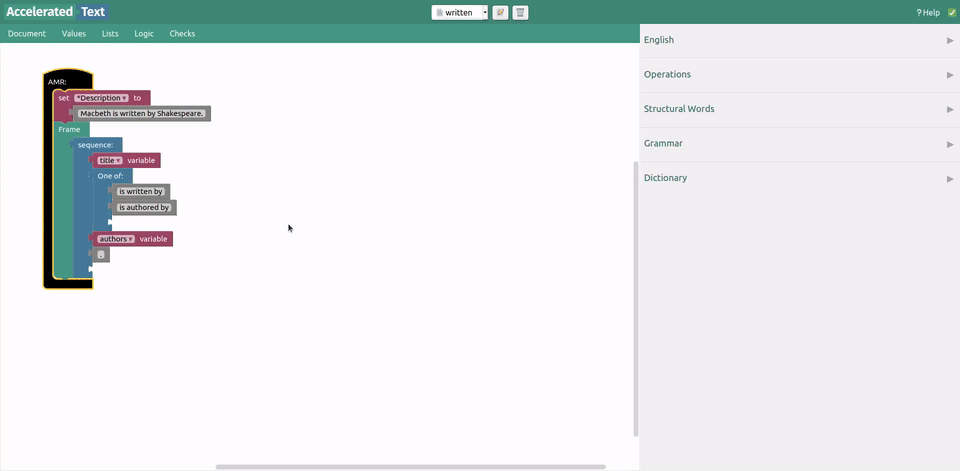 Accelerated Text
written
? Help
Document Values Lists Logic Checks
English
Operations
Structural Words
Grammar
Dictionary
AMR:
set *Description to
Macbeth is written by Shakespeare.
Frame
sequence:
title variable
One of:
is written by
is authored by
authors variable
.